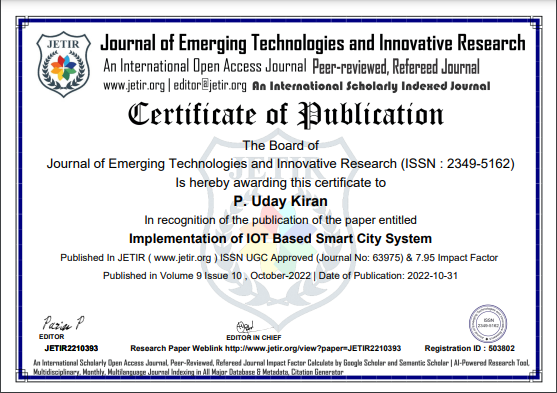 JETIR
Journal of Emerging Technologies and Innovative Research
An International Open Access Journal Peer-reviewed, Refereed Journal
www.jetir.org | editor@jetir.org An International Scholarly Indexed Journal
Certificate of Publication
The Board of
Journal of Emerging Technologies and Innovative Research (ISSN : 2349-5162)
Is hereby awarding this certificate to
P. Uday Kiran
In recognition of the publication of the paper entitled
Implementation of IOT Based Smart City System
Published In JETIR ( www.jetir.org ) ISSN UGC Approved (Journal No: 63975) & 7.95 Impact Factor
Published in Volume 9 Issue 10 , October-2022 | Date of Publication: 2022-10-31
Parisa P
EDITOR
EDITOR IN CHIEF
ISSN
2349-5162
JETIR2210393
Research Paper Weblink http://www.jetir.org/view?paper=JETIR2210393
Registration ID : 503802
An International Scholarly Open Access Journal, Peer-Reviewed, Refereed Journal Impact Factor Calculate by Google Scholar and Semantic Scholar | AI-Powered Research Tool,
Multidisciplinary, Monthly, Multilanguage Journal Indexing in All Major Database & Metadata, Citation Generator